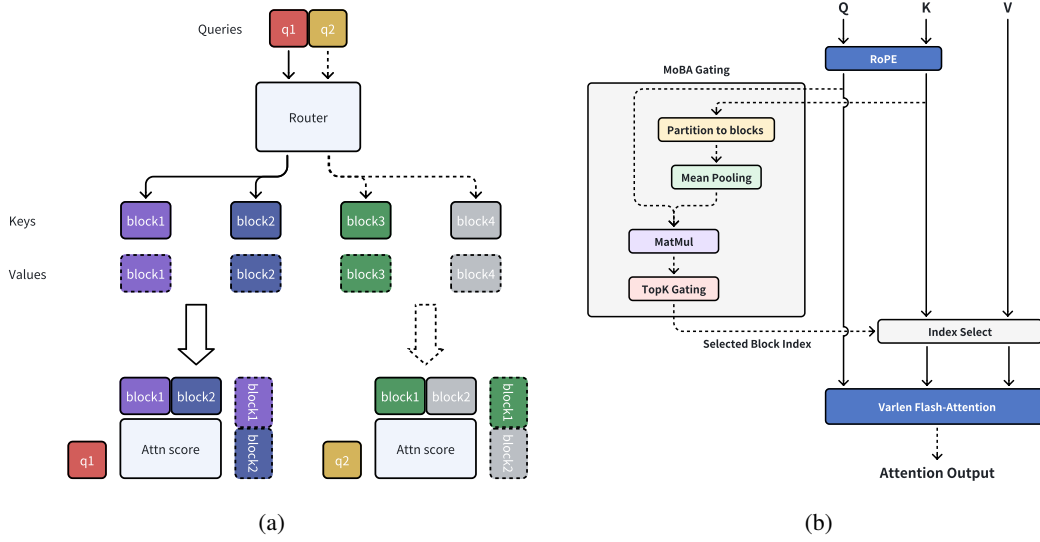 Queries
q1 q2
Router
Keys
block1 block2 block3 block4
Values
block1 block2 block3 block4
block1 block2
block1
block2
Attn score
q1
block1 block2
block1
block2
Attn score
q2
(a)
Q K V
RoPE
MoBA Gating
Partition to blocks
Mean Pooling
MatMul
TopK Gating
Selected Block Index
Index Select
Varlen Flash-Attention
Attention Output
(b)